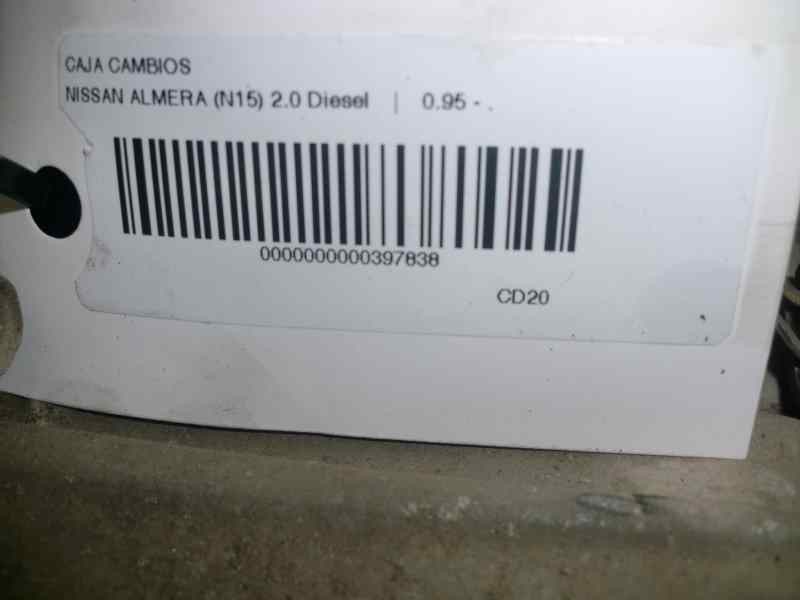 CAJA CAMBIOS
NISSAN ALMERA (N15) 2.0 Diesel | 0.95 - .
0000000000397838
CD20